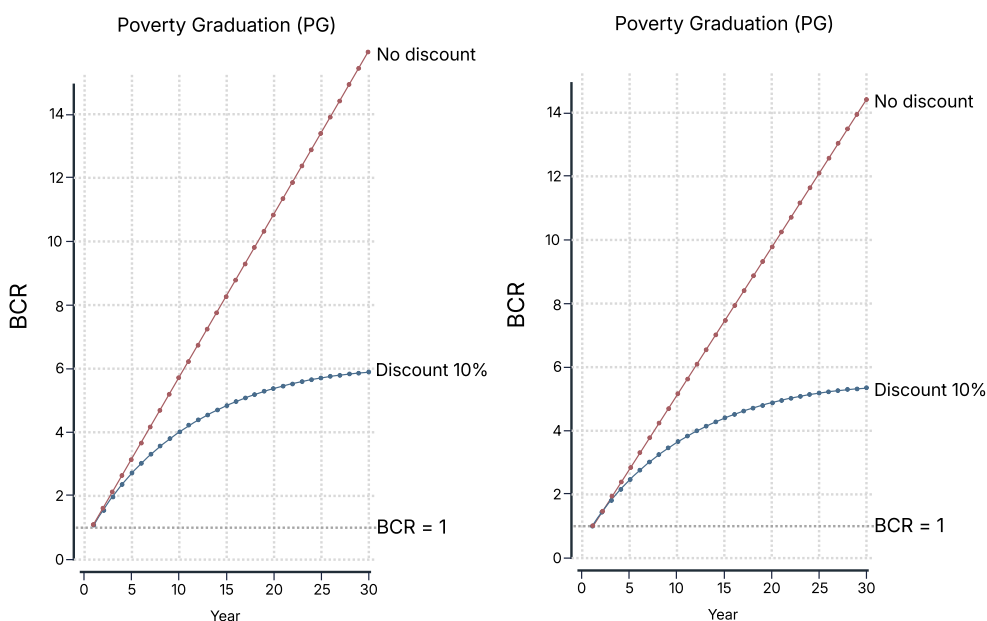 Poverty Graduation (PG)
No discount
14
12
10
8
6
4
2
0
BCR
Discount 10%
BCR = 1
0 5 10 15 20 25 30
Year
Poverty Graduation (PG)
No discount
14
12
10
8
6
4
2
0
BCR
Discount 10%
BCR = 1
0 5 10 15 20 25 30
Year